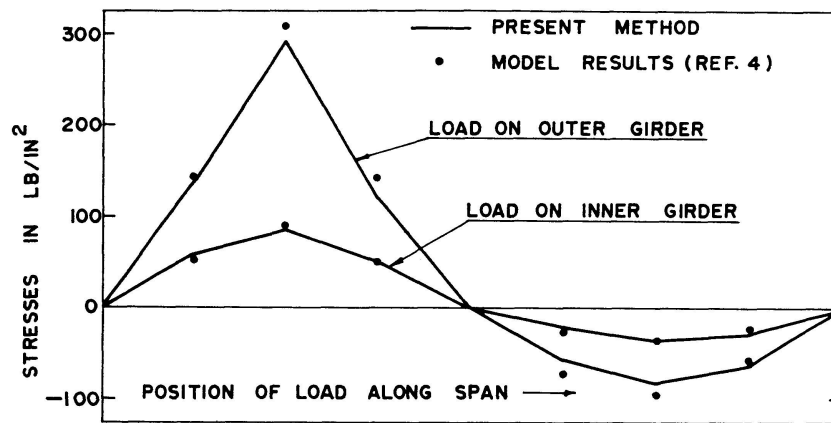 300
200
100
0
-100
STRESSES IN LB/IN²
PRESENT METHOD
MODEL RESULTS (REF. 4)
LOAD ON OUTER GIRDER
LOAD ON INNER GIRDER
POSITION OF LOAD ALONG SPAN